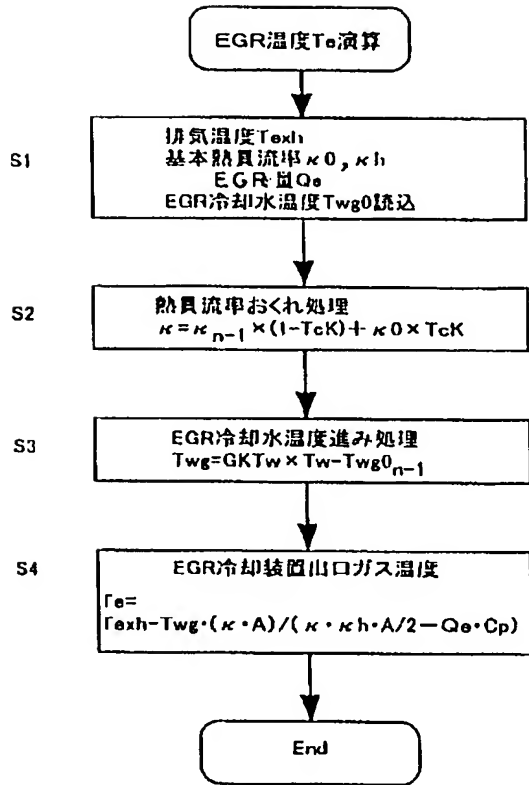 EGR温度Te演算
S1
排気温度Texh
基本熱貫流率κ0,κh
EGR量Qe
EGR冷却水温度Twg0読込
S2
熱貫流率おくれ処理
κ=κn-1×(1-TcK)+κ0×TcK
S3
EGR冷却水温度進み処理
Twg=GKTw×Tw-Twg0n-1
S4
EGR冷却装置出口ガス温度
Te=
Texh-Twg・(κ・A)/(κ・κh・A/2-Qe・Cp)
End